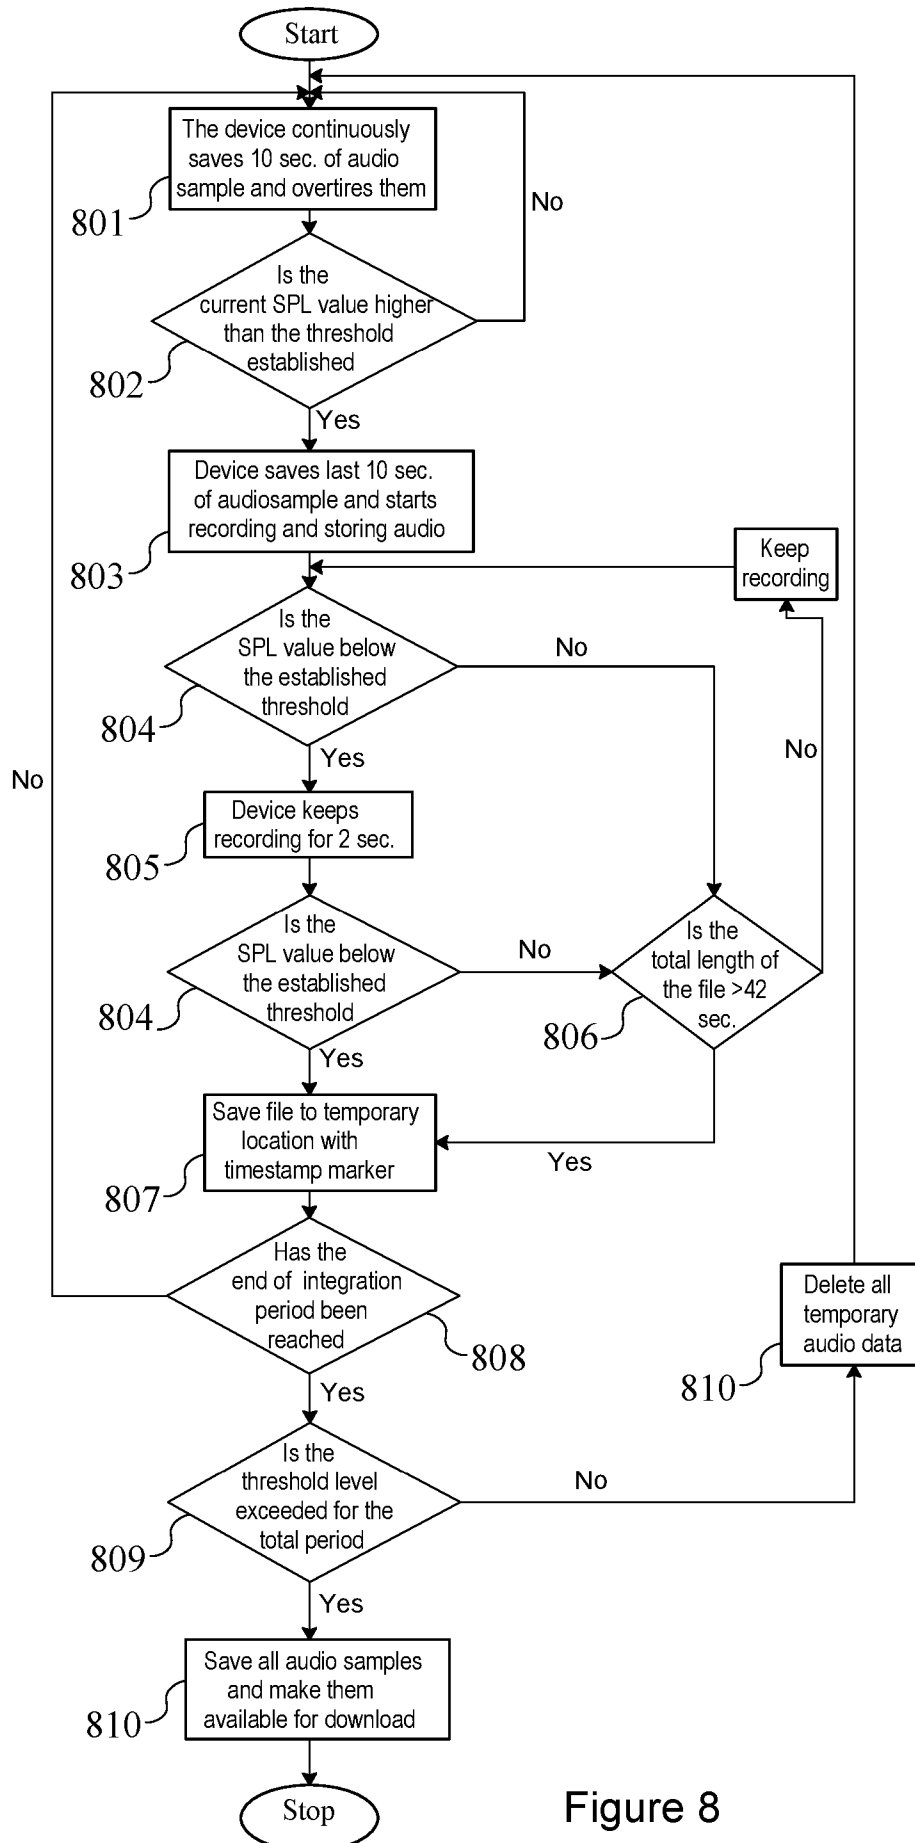 Start
The device continuously
saves 10 sec. of audio
sample and overtires them
801
No
Is the
current SPL value higher
than the threshold
established
802
Yes
Device saves last 10 sec.
of audiosample and starts
recording and storing audio
803
Keep
recording
Is the
SPL value below
the established
threshold
804
No
Yes
No
No
Device keeps
recording for 2 sec.
805
Is the
SPL value below
the established
threshold
804
No
Is the
total length of
the file >42
sec.
806
Yes
Save file to temporary
location with
timestamp marker
807
Yes
Has the
end of integration
period been
reached
808
Delete all
temporary
audio data
810
Yes
Is the
threshold level
exceeded for the
total period
809
No
Yes
Save all audio samples
and make them
available for download
810
Stop
Figure 8